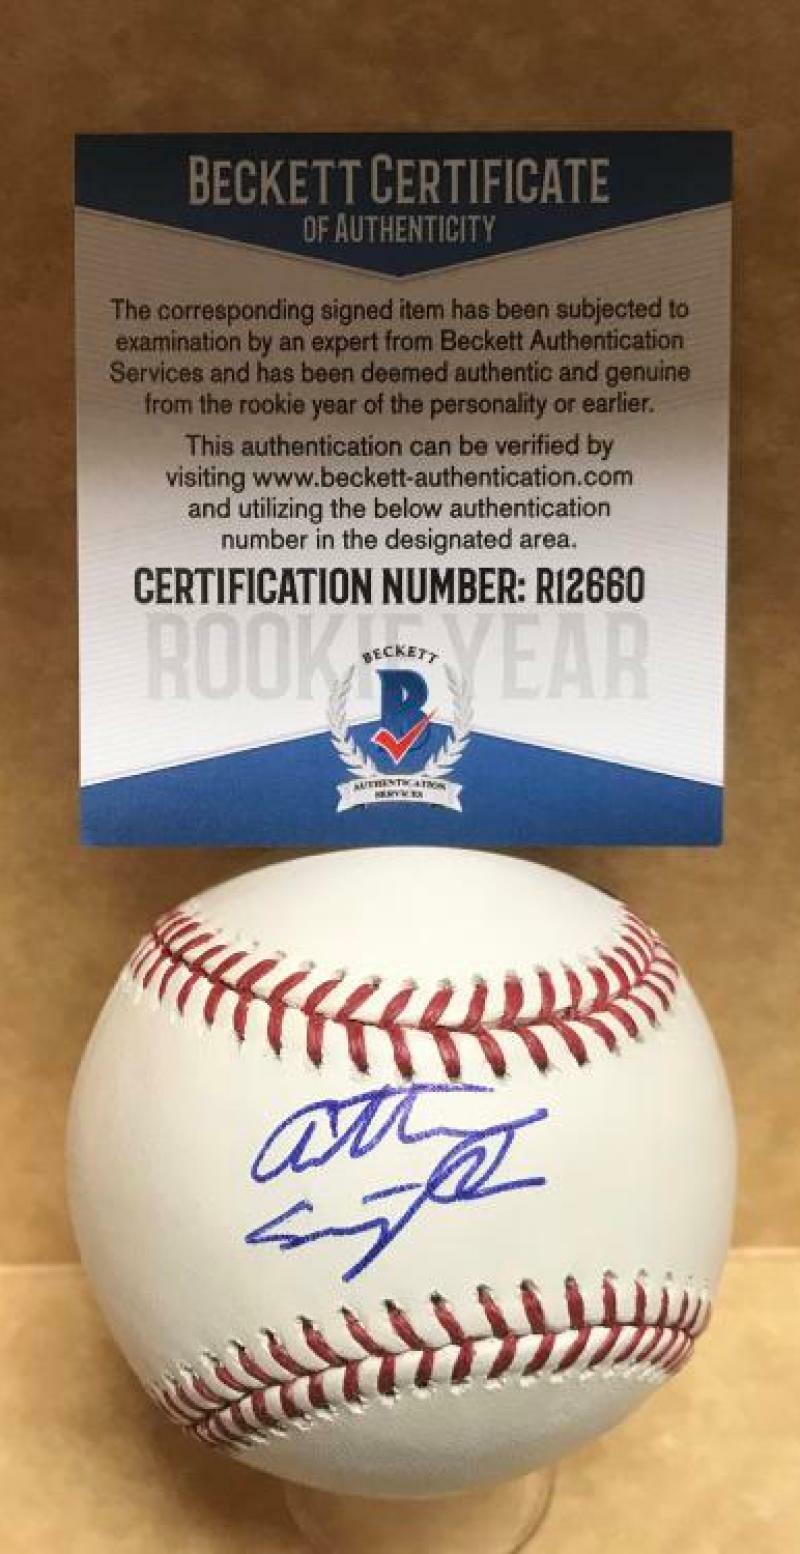 BECKETT CERTIFICATE
OF AUTHENTICITY
The corresponding signed item has been subjected to
examination by an expert from Beckett Authentication
Services and has been deemed authentic and genuine
from the rookie year of the personality or earlier.
This authentication can be verified by
visiting www.beckett-authentication.com
and utilizing the below authentication
number in the designated area.
CERTIFICATION NUMBER: R12660
ROOKIE YEAR
BECKETT
B
AUTHENTICATION
SERVICES